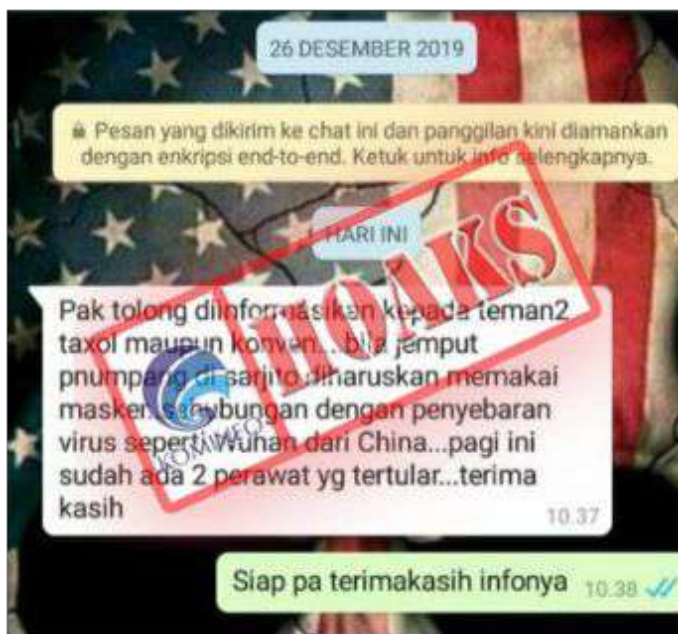 26 DESEMBER 2019
Pesan yang dikirim ke chat ini dan panggilan kini diamankan
dengan enkripsi end-to-end. Ketuk untuk info selengkapnya.
HARI INI
HOAKS
Pak tolong diinformasikan kepada teman2
taxol maupun konven....bila jemput
pnumpang di sarjito diharuskan memakai
masker..sehubungan dengan penyebaran
virus seperti wuhan dari China...pagi ini
sudah ada 2 perawat yg tertular...terima
kasih
10.37
KOMINFO
Siap pa terimakasih infonya 10.38